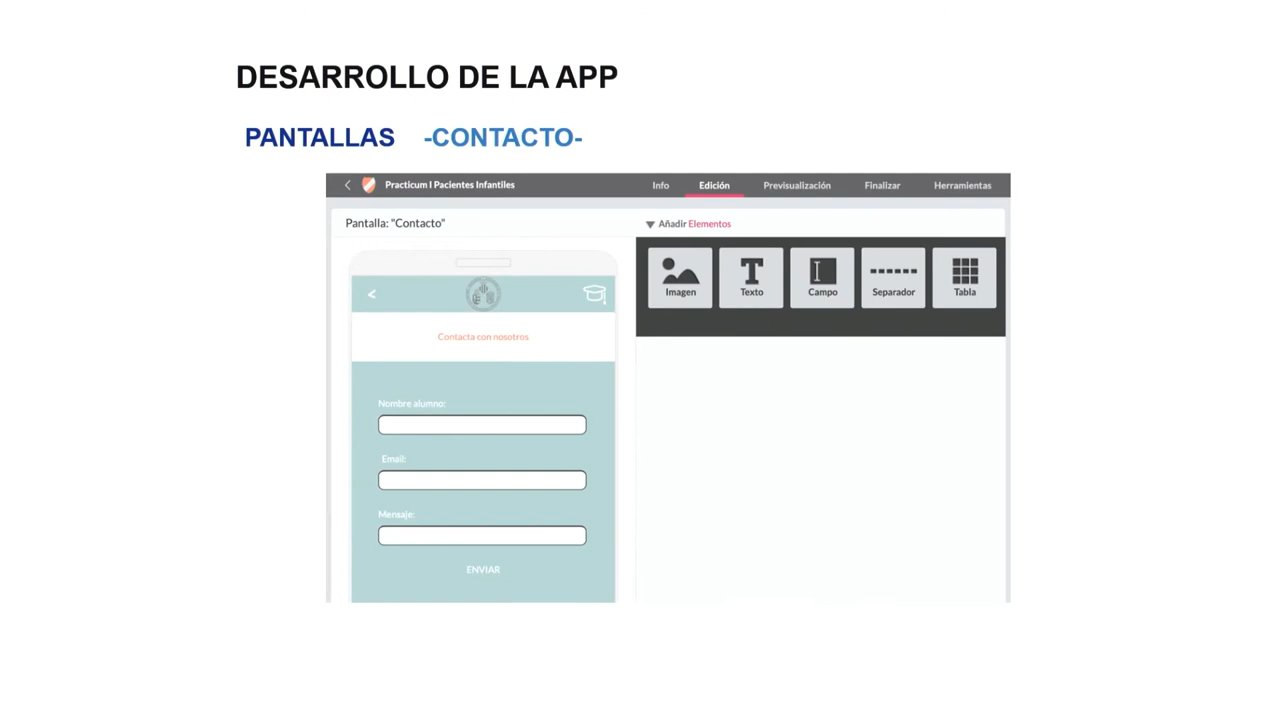 DESARROLLO DE LA APP
PANTALLAS -CONTACTO-
Practicum I Pacientes Infantiles
Info Edición Previsualización Finalizar Herramientas
Pantalla: "Contacto"
Añadir Elementos
Imagen Texto Campo Separador Tabla
Contacta con nosotros
Nombre alumno:
Email:
Mensaje:
ENVIAR